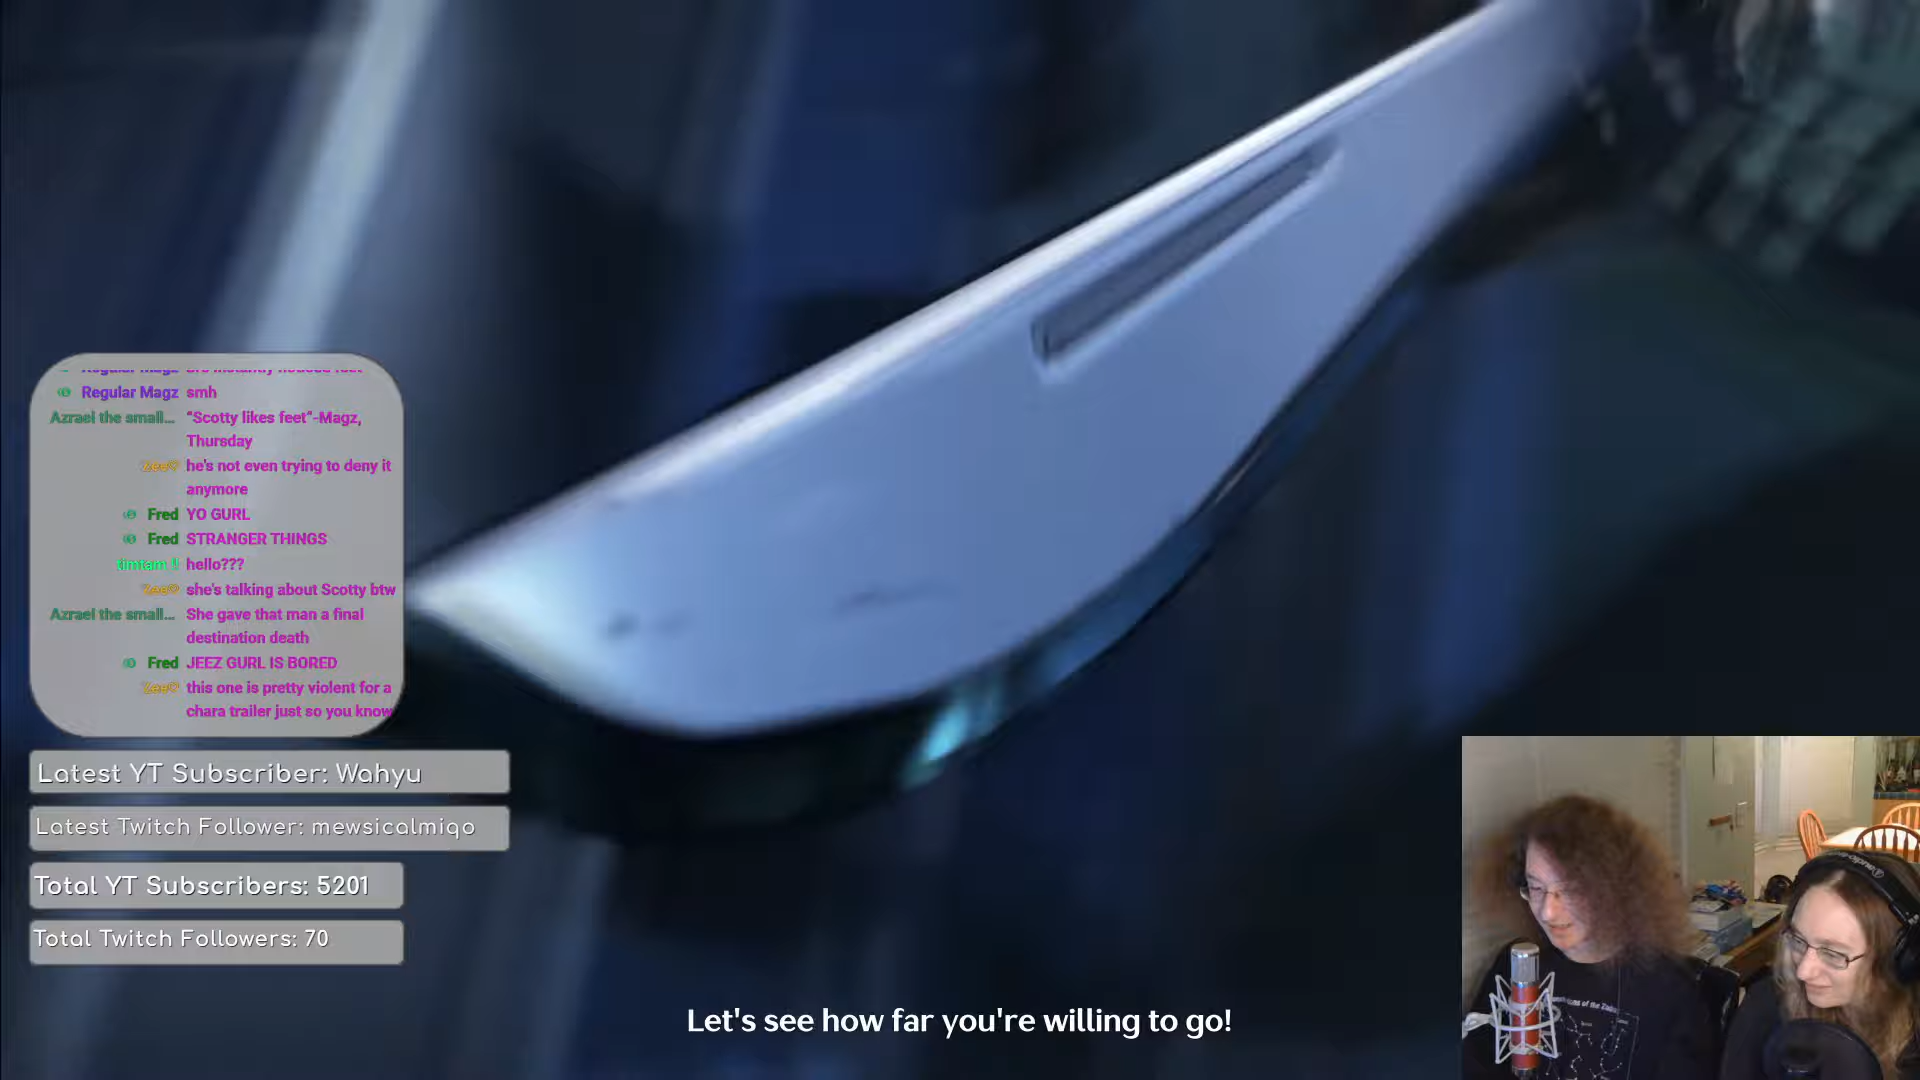 Regular Magz smh
Azrael the small... “Scotty likes feet”-Magz,
Thursday
Zee♡ he's not even trying to deny it
anymore
Fred YO GURL
Fred STRANGER THINGS
timtam !! hello???
Zee♡ she's talking about Scotty btw
Azrael the small... She gave that man a final
destination death
Fred JEEZ GURL IS BORED
Zee♡ this one is pretty violent for a
chara trailer just so you know
Latest YT Subscriber: Wahyu
Latest Twitch Follower: mewsicalmiqo
Total YT Subscribers: 5201
Total Twitch Followers: 70
Let's see how far you're willing to go!